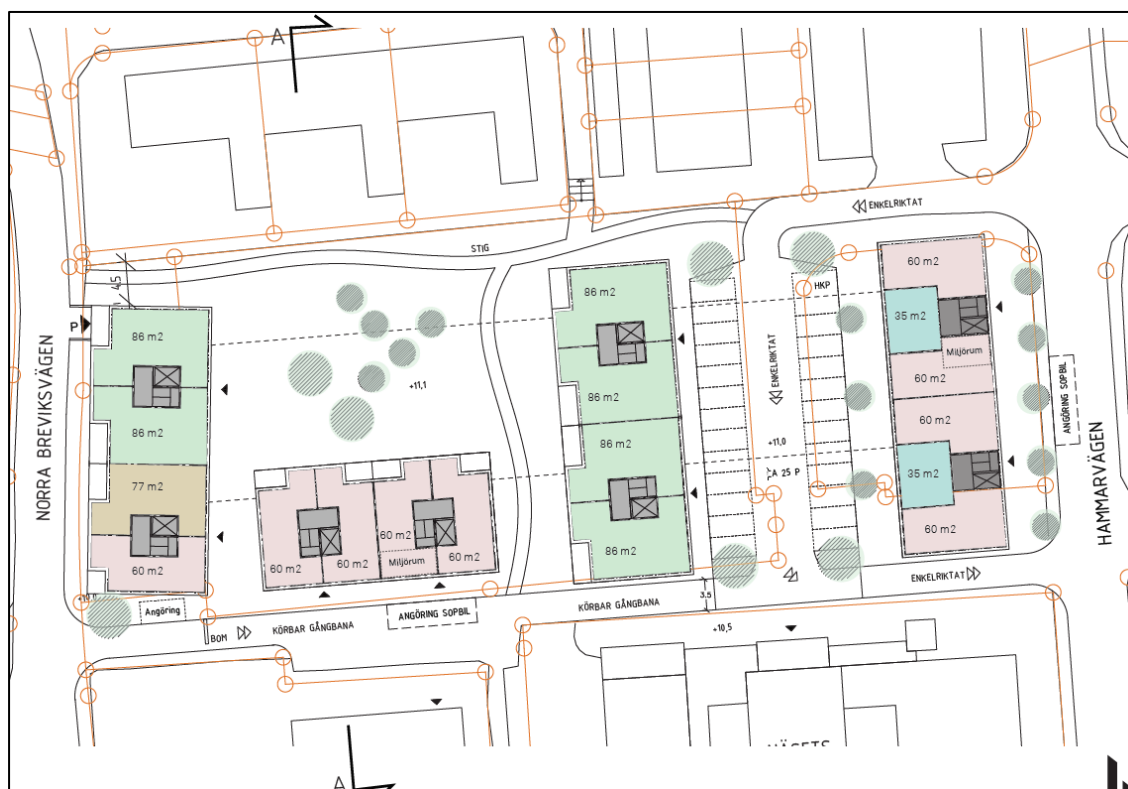 A
ENKELRIKTAT
STIG
4,5
P
NORRA BREVIKSVÄGEN
86 m2
86 m2
77 m2
60 m2
+11,1
60 m2
60 m2
60 m2
60 m2
Miljörum
86 m2
86 m2
86 m2
86 m2
HKP
ENKELRIKTAT
+11,0
CA 25 P
60 m2
35 m2
Miljörum
60 m2
60 m2
35 m2
60 m2
ANGÖRING SOPBIL
HAMMARVÄGEN
ENKELRIKTAT
Angöring
BOM
KÖRBAR GÅNGBANA
ANGÖRING SOPBIL
KÖRBAR GÅNGBANA
3,5
+10,5
A